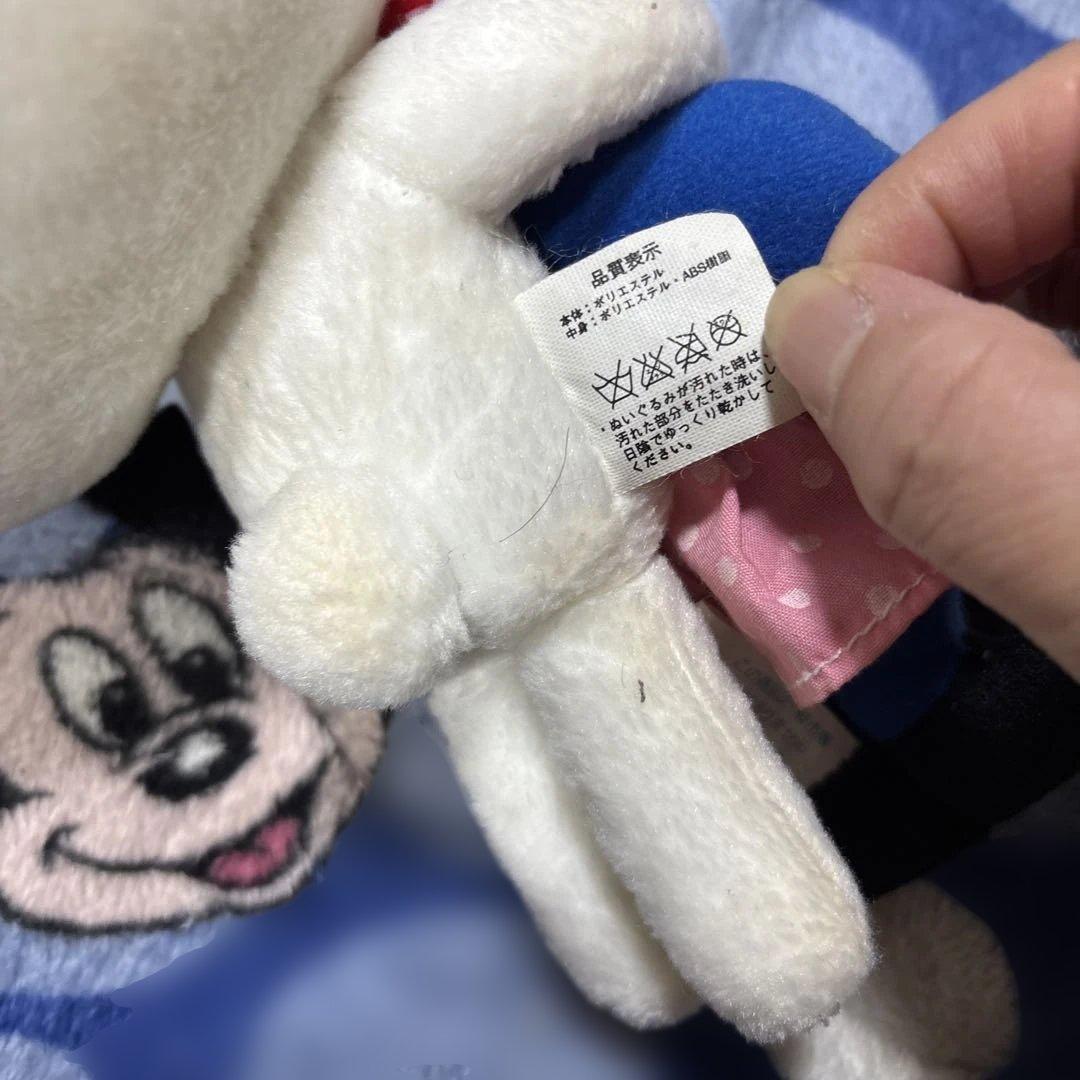 品質表示
本体：ポリエステル
中身：ポリエステル・ABS樹脂
・ぬいぐるみが汚れた時は、
汚れた部分をたたき洗いし
日陰でゆっくり乾かして
ください。